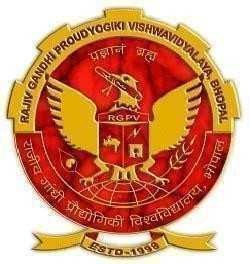 RAJIV GANDHI PROUDYOGIKI VISHWAVIDYALAYA, BHOPAL
प्रज्ञानं ब्रह्म
RGPV
राजीव गांधी प्रौद्योगिकी विश्वविद्यालय, भोपाल
ESTD-1998